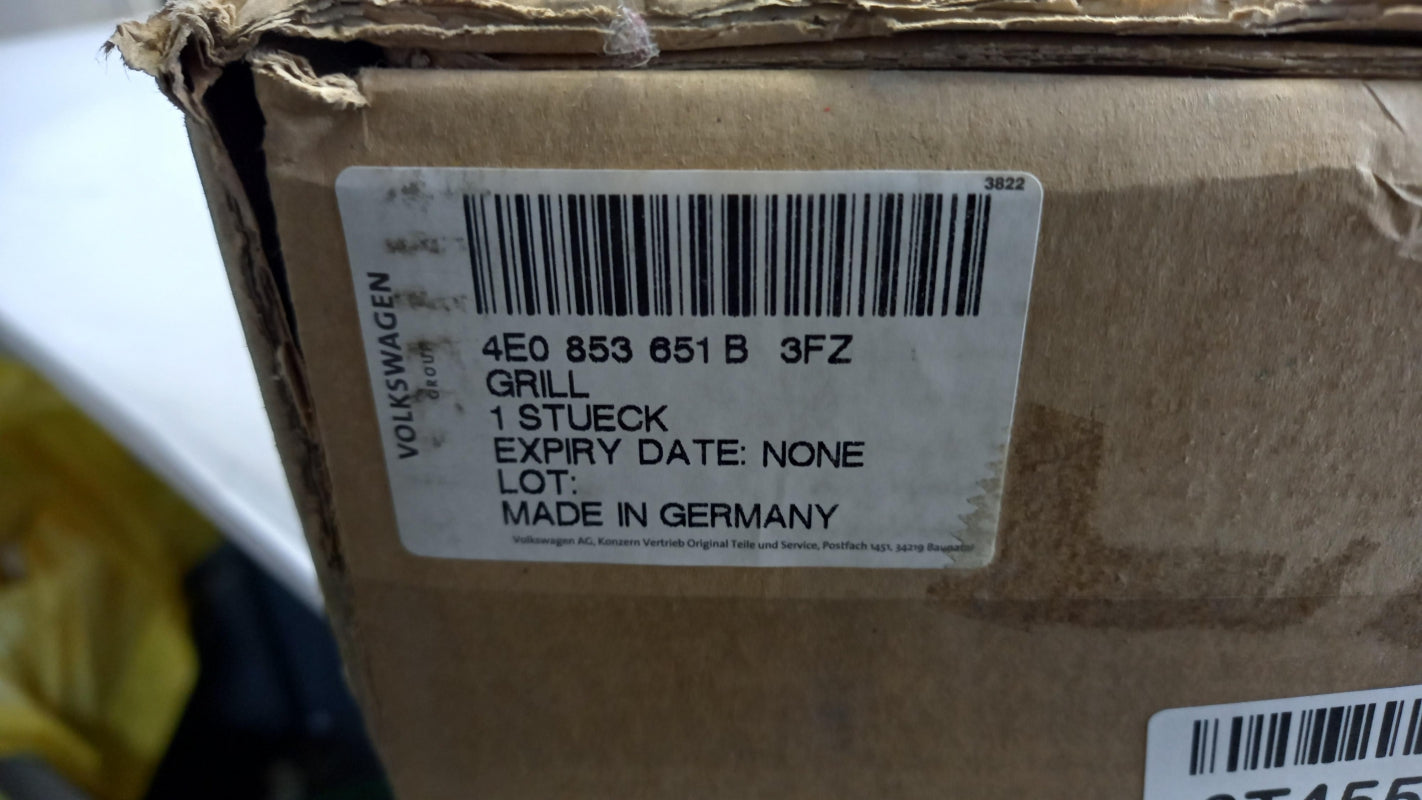 3822
VOLKSWAGEN
GROUP
4E0 853 651 B 3FZ
GRILL
1 STUECK
EXPIRY DATE: NONE
LOT:
MADE IN GERMANY
Volkswagen AG, Konzern Vertrieb Original Teile und Service, Postfach 1451, 34219 Baunatal